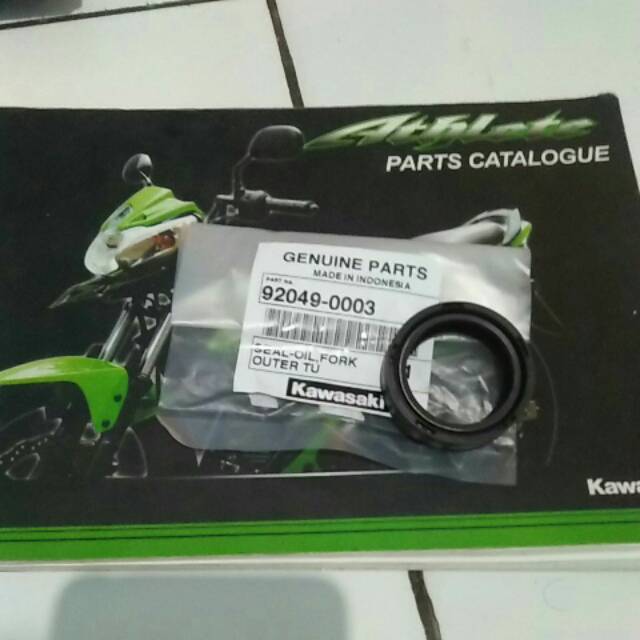 Athlete
PARTS CATALOGUE
GENUINE PARTS
MADE IN INDONESIA
PART No.
92049-0003
SEAL-OIL,FORK
OUTER TU
Kawasaki
Kawa